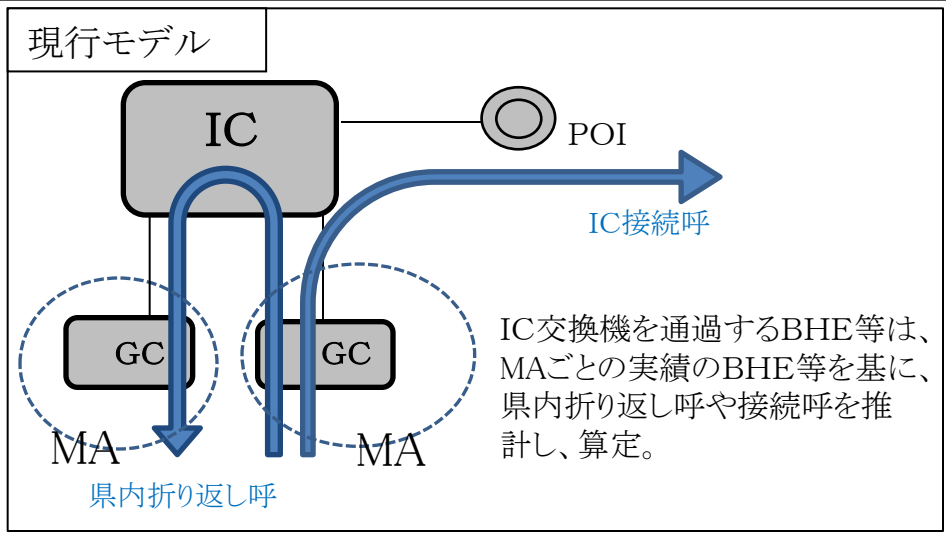 現行モデル
IC
POI
IC接続呼
GC
GC
IC交換機を通過するBHE等は、
MAごとの実績のBHE等を基に、
県内折り返し呼や接続呼を推
計し、算定。
MA
MA
県内折り返し呼